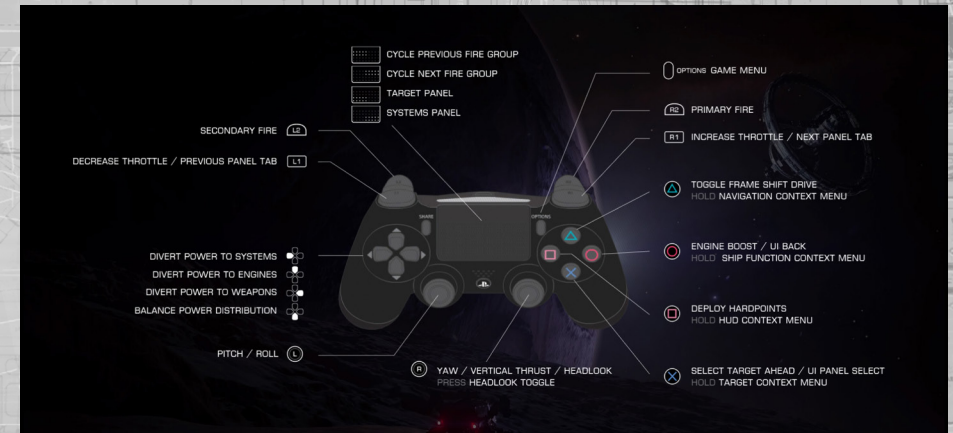 CYCLE PREVIOUS FIRE GROUP
CYCLE NEXT FIRE GROUP
TARGET PANEL
SYSTEMS PANEL
OPTIONS GAME MENU
SECONDARY FIRE L2
R2 PRIMARY FIRE
DECREASE THROTTLE / PREVIOUS PANEL TAB L1
R1 INCREASE THROTTLE / NEXT PANEL TAB
TOGGLE FRAME SHIFT DRIVE
HOLD NAVIGATION CONTEXT MENU
SHARE
OPTIONS
DIVERT POWER TO SYSTEMS
DIVERT POWER TO ENGINES
DIVERT POWER TO WEAPONS
BALANCE POWER DISTRIBUTION
ENGINE BOOST / UI BACK
HOLD SHIP FUNCTION CONTEXT MENU
DEPLOY HARDPOINTS
HOLD HUD CONTEXT MENU
PITCH / ROLL L
R YAW / VERTICAL THRUST / HEADLOOK
PRESS HEADLOOK TOGGLE
SELECT TARGET AHEAD / UI PANEL SELECT
HOLD TARGET CONTEXT MENU